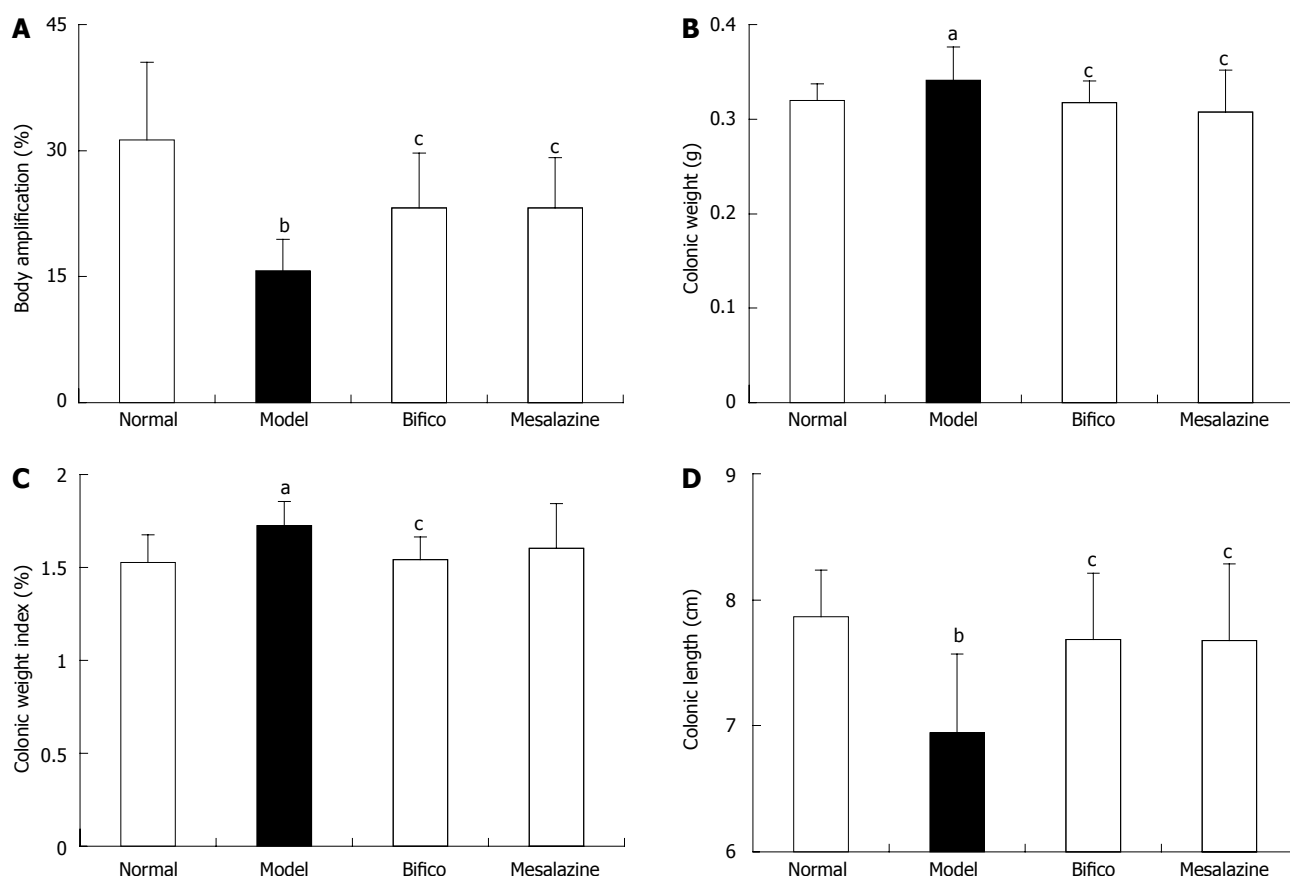 A
Body amplification (%)
45
30
15
0
b
c
c
Normal Model Bifico Mesalazine
B
Colonic weight (g)
0.4
0.3
0.2
0.1
0
a
c
c
Normal Model Bifico Mesalazine
C
Colonic weight index (%)
2
1.5
1
0.5
0
a
c
Normal Model Bifico Mesalazine
D
Colonic length (cm)
9
8
7
6
b
c
c
Normal Model Bifico Mesalazine